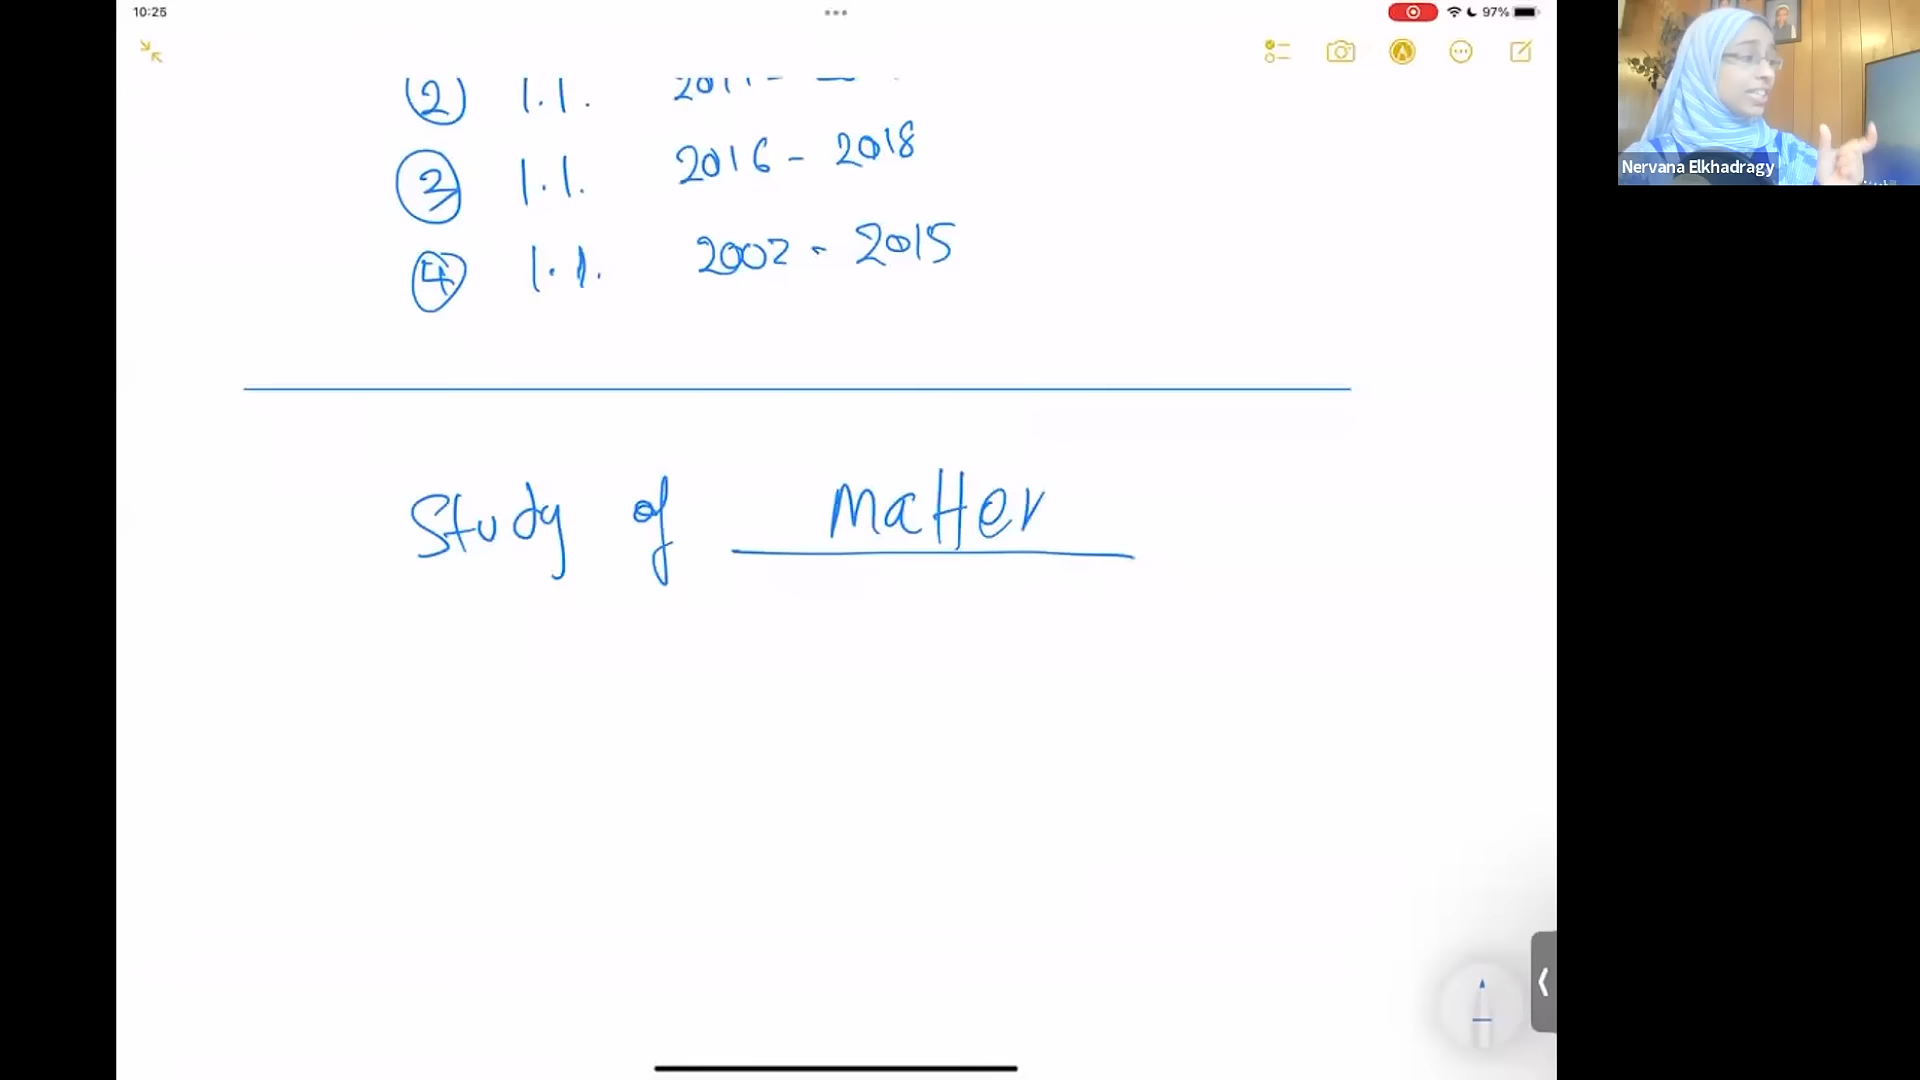 10:25
97%
Nervana Elkhadragy
(2) 1.1.
(3) 1.1. 2016 - 2018
(4) 1.1. 2002 - 2015
Study of Matter